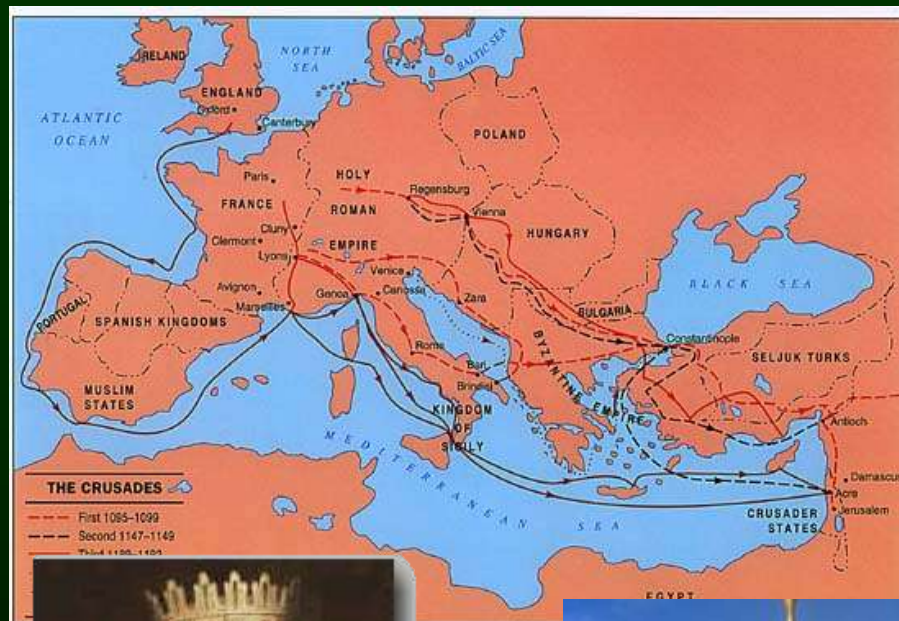 NORTH
SEA
BALTIC SEA
IRELAND
ENGLAND
Oxford
Canterbury
ATLANTIC
OCEAN
POLAND
Paris
HOLY
Regensburg
FRANCE
ROMAN
Vienna
Cluny
HUNGARY
Clermont
EMPIRE
Lyons
Venice
Avignon
Genoa
Canossa
Zara
BLACK SEA
Marseilles
PORTUGAL
SPANISH KINGDOMS
BULGARIA
Constantinople
Rome
BYZANTINE EMPIRE
SELJUK TURKS
Bari
Brindisi
MUSLIM
STATES
KINGDOM
OF
SICILY
Antioch
MEDITERRANEAN SEA
Damascus
Acre
THE CRUSADES
CRUSADER
STATES
Jerusalem
First 1095–1099
Second 1147–1149
Third 1189–1192
EGYPT